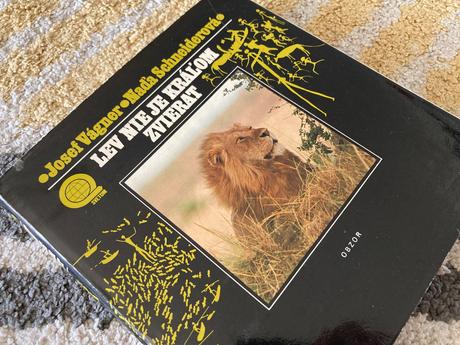 •Josef Vágner•Naďa Schneiderová•
LEV NIE JE KRÁĽOM
ZVIERAT
OBZOR